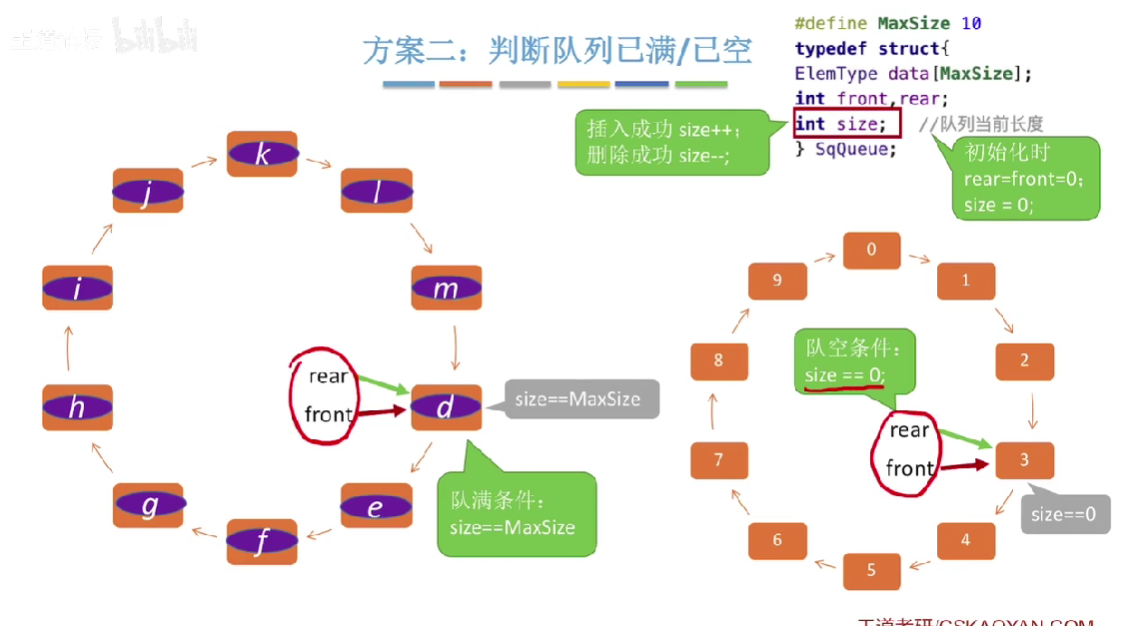 bilibili
方案二：判断队列已满/已空
#define MaxSize 10
typedef struct{
ElemType data[MaxSize];
int front,rear;
int size; //队列当前长度
} SqQueue;
插入成功 size++;
删除成功 size--;
初始化时
rear=front=0;
size = 0;
k
j
l
i
m
h
rear
front
d
size==MaxSize
g
e
f
队满条件：
size==MaxSize
0
9
1
8
2
队空条件：
size == 0;
rear
front
7
3
size==0
6
4
5
王道考研/CSKAOYAN.COM